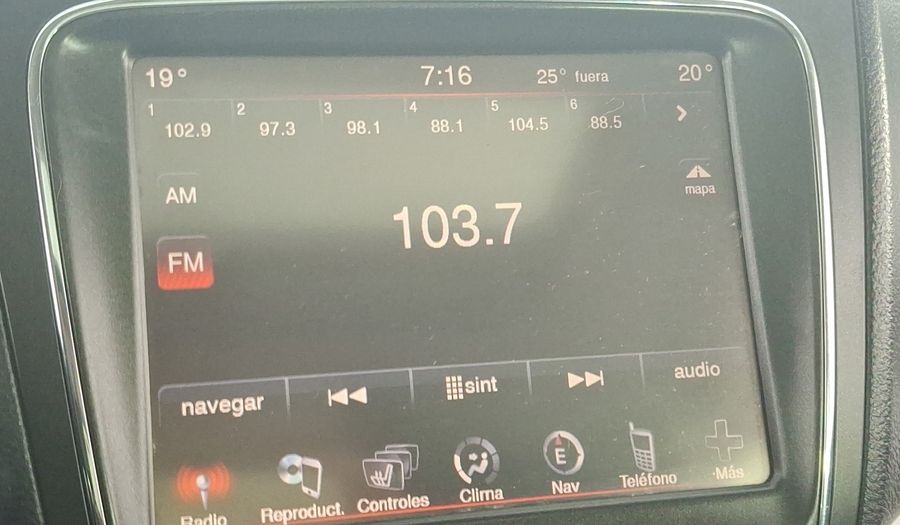 19° 7:16 25° fuera 20°
1 2 3 4 5 6
102.9 97.3 98.1 88.1 104.5 88.5
AM
mapa
103.7
FM
navegar sint audio
E
Radio Reproduct. Controles Clima Nav Teléfono Más